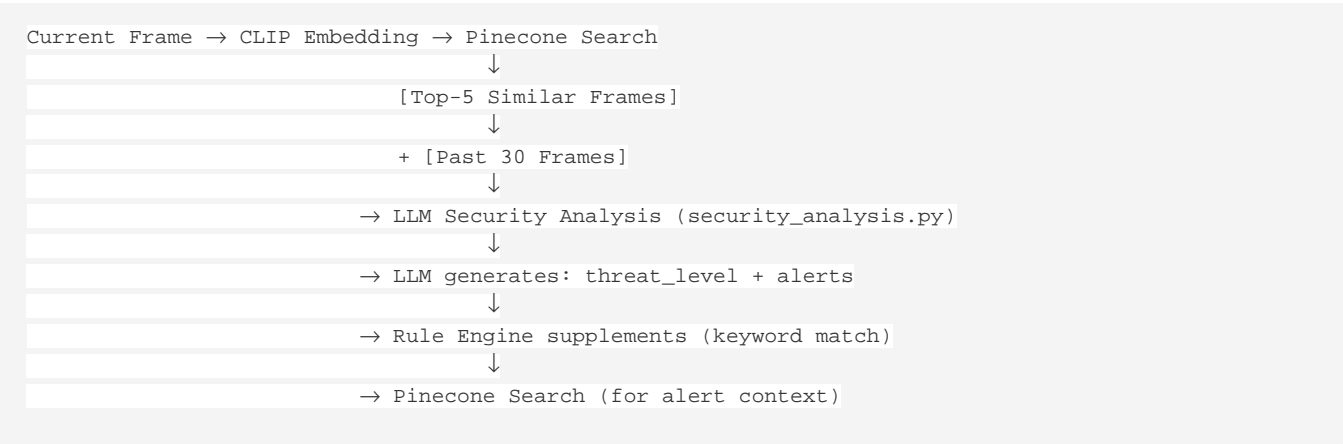 Current Frame → CLIP Embedding → Pinecone Search
↓
[Top-5 Similar Frames]
↓
+ [Past 30 Frames]
↓
→ LLM Security Analysis (security_analysis.py)
↓
→ LLM generates: threat_level + alerts
↓
→ Rule Engine supplements (keyword match)
↓
→ Pinecone Search (for alert context)